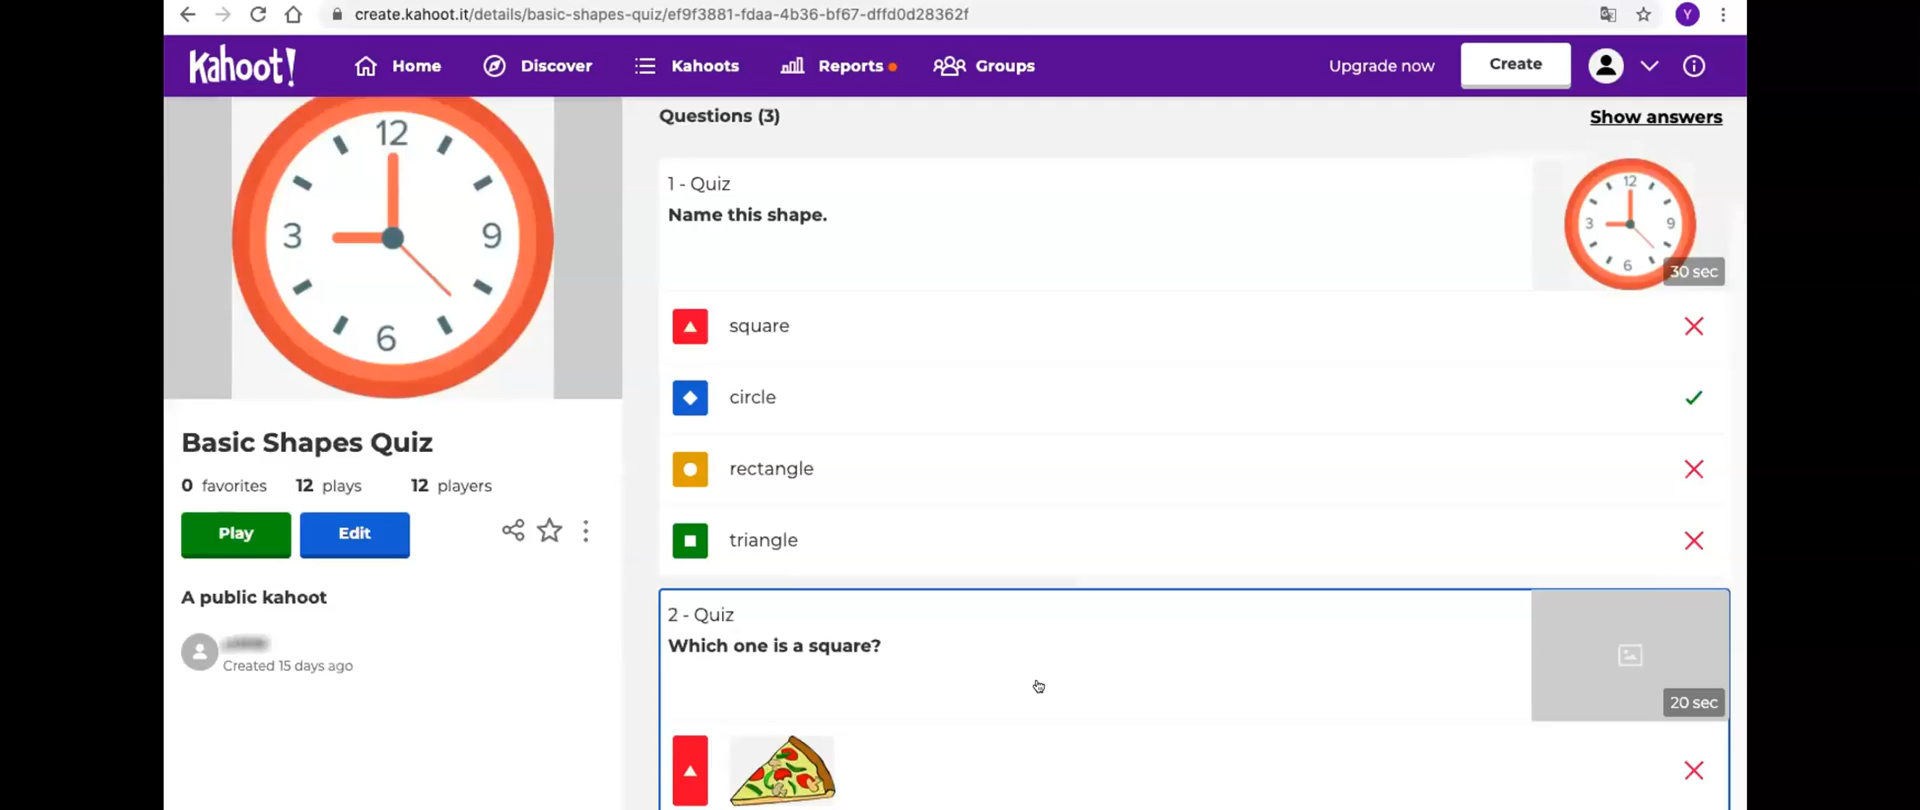 create.kahoot.it/details/basic-shapes-quiz/ef9f3881-fdaa-4b36-bf67-dffd0d28362f
Y
Kahoot!
Home
Discover
Kahoots
Reports
Groups
Upgrade now
Create
12
3
9
6
Basic Shapes Quiz
0 favorites 12 plays 12 players
Play
Edit
A public kahoot
Created 15 days ago
Questions (3)
Show answers
1 - Quiz
Name this shape.
12
3
9
6
30 sec
square
circle
rectangle
triangle
2 - Quiz
Which one is a square?
20 sec